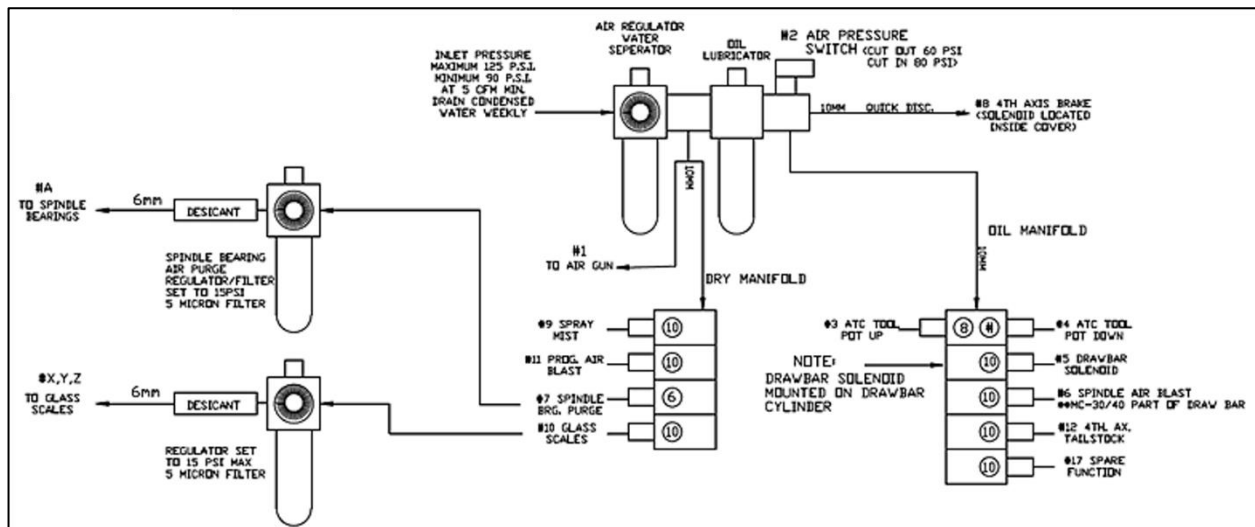 AIR REGULATOR
WATER
SEPERATOR
OIL
LUBRICATOR
#2 AIR PRESSURE
SWITCH (CUT OUT 60 PSI
CUT IN 80 PSI)
INLET PRESSURE
MAXIMUM 125 P.S.I.
MINIMUM 90 P.S.I.
AT 5 CFM MIN.
DRAIN CONDENSED
WATER WEEKLY
10MM QUICK DISC.
#8 4TH AXIS BRAKE
(SOLENOID LOCATED
INSIDE COVER)
10MM
#A
TO SPINDLE
BEARINGS
6mm
DESICANT
SPINDLE BEARING
AIR PURGE
REGULATOR/FILTER
SET TO 15PSI
5 MICRON FILTER
#1
TO AIR GUN
DRY MANIFOLD
OIL MANIFOLD
10MM
#9 SPRAY
MIST
10
#11 PROG. AIR
BLAST
10
#7 SPINDLE
BRG. PURGE
6
#10 GLASS
SCALES
10
#3 ATC TOOL
POT UP
8 #
#4 ATC TOOL
POT DOWN
NOTE:
DRAWBAR SOLENOID
MOUNTED ON DRAWBAR
CYLINDER
10
#5 DRAWBAR
SOLENOID
10
#6 SPINDLE AIR BLAST
**MC-30/40 PART OF DRAW BAR
10
#12 4TH. AX.
TAILSTOCK
10
#17 SPARE
FUNCTION
#X,Y,Z
TO GLASS
SCALES
6mm
DESICANT
REGULATOR SET
TO 15 PSI MAX
5 MICRON FILTER